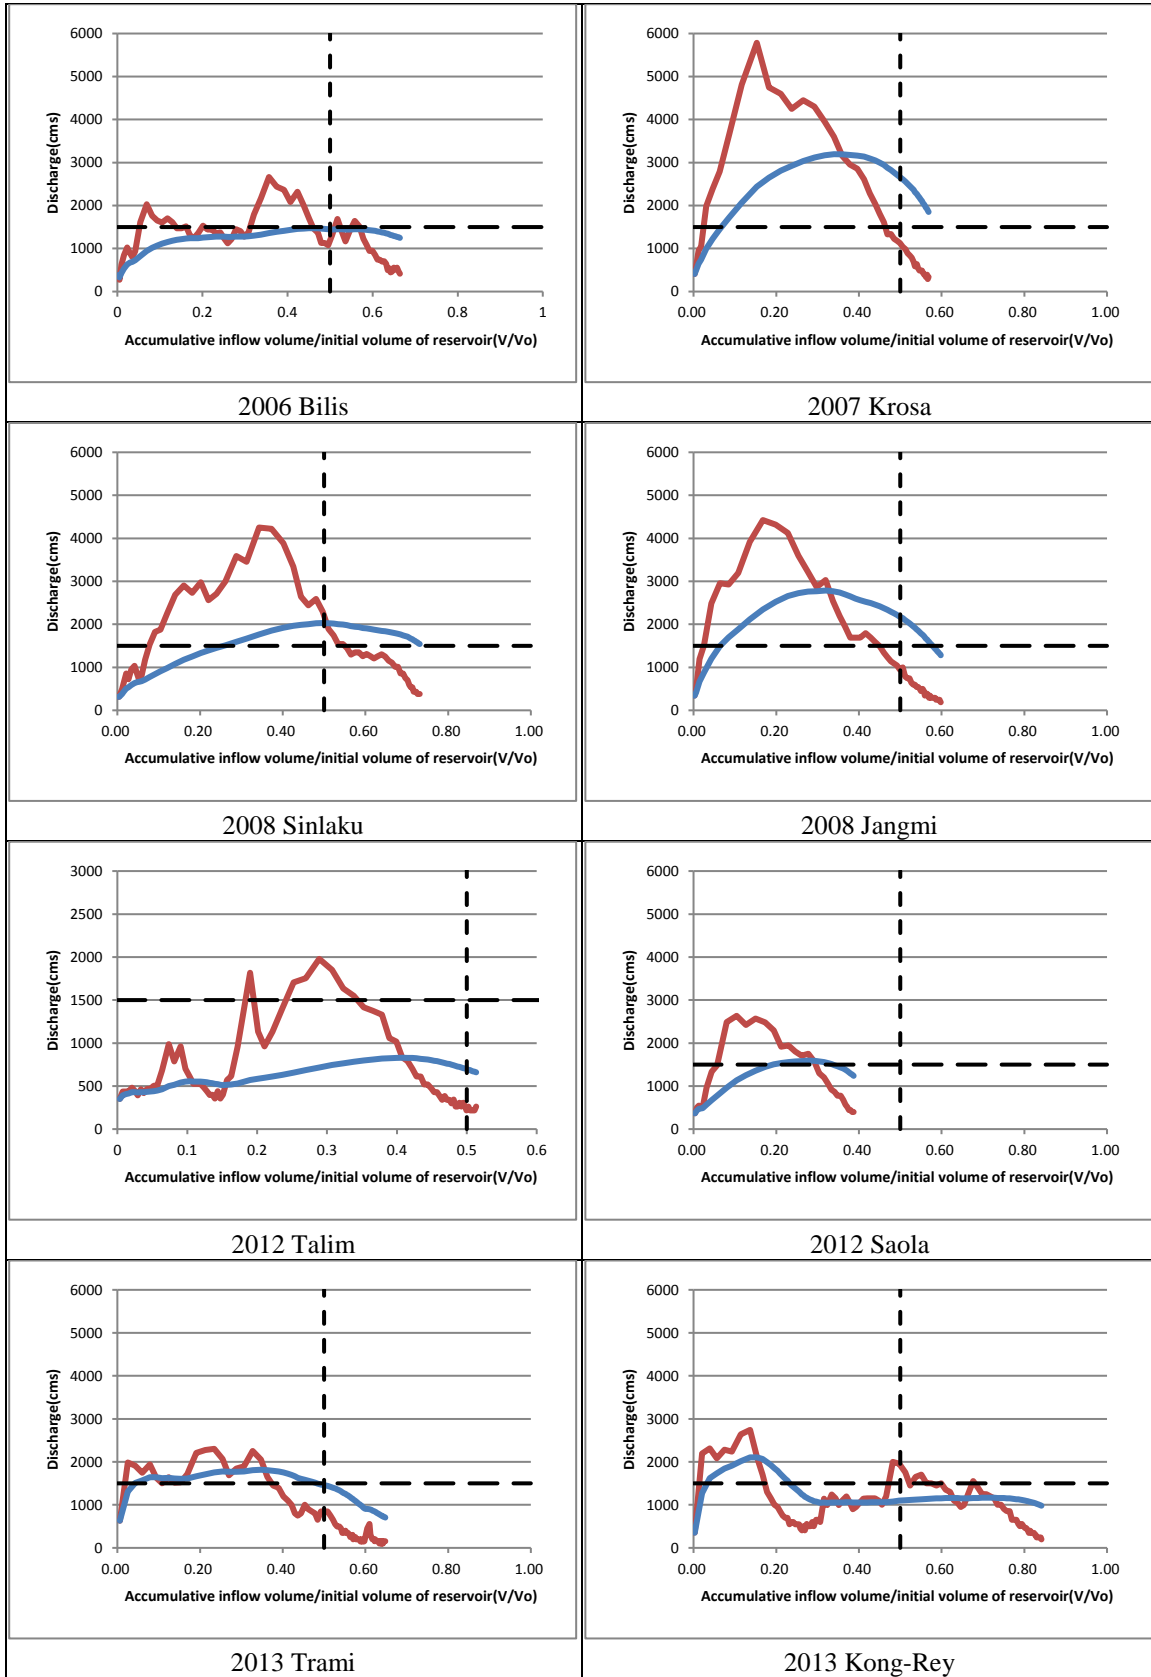 6000
5000
4000
3000
2000
1000
0
Discharge(cms)
0 0.2 0.4 0.6 0.8 1
Accumulative inflow volume/initial volume of reservoir(V/Vo)
2006 Bilis
6000
5000
4000
3000
2000
1000
0
Discharge(cms)
0.00 0.20 0.40 0.60 0.80 1.00
Accumulative inflow volume/initial volume of reservoir(V/Vo)
2007 Krosa
6000
5000
4000
3000
2000
1000
0
Discharge(cms)
0.00 0.20 0.40 0.60 0.80 1.00
Accumulative inflow volume/initial volume of reservoir(V/Vo)
2008 Sinlaku
6000
5000
4000
3000
2000
1000
0
Discharge(cms)
0.00 0.20 0.40 0.60 0.80 1.00
Accumulative inflow volume/initial volume of reservoir(V/Vo)
2008 Jangmi
3000
2500
2000
1500
1000
500
0
Discharge(cms)
0 0.1 0.2 0.3 0.4 0.5 0.6
Accumulative inflow volume/initial volume of reservoir(V/Vo)
2012 Talim
6000
5000
4000
3000
2000
1000
0
Discharge(cms)
0.00 0.20 0.40 0.60 0.80 1.00
Accumulative inflow volume/initial volume of reservoir(V/Vo)
2012 Saola
6000
5000
4000
3000
2000
1000
0
Discharge(cms)
0.00 0.20 0.40 0.60 0.80 1.00
Accumulative inflow volume/initial volume of reservoir(V/Vo)
2013 Trami
6000
5000
4000
3000
2000
1000
0
Discharge(cms)
0.00 0.20 0.40 0.60 0.80 1.00
Accumulative inflow volume/initial volume of reservoir(V/Vo)
2013 Kong-Rey